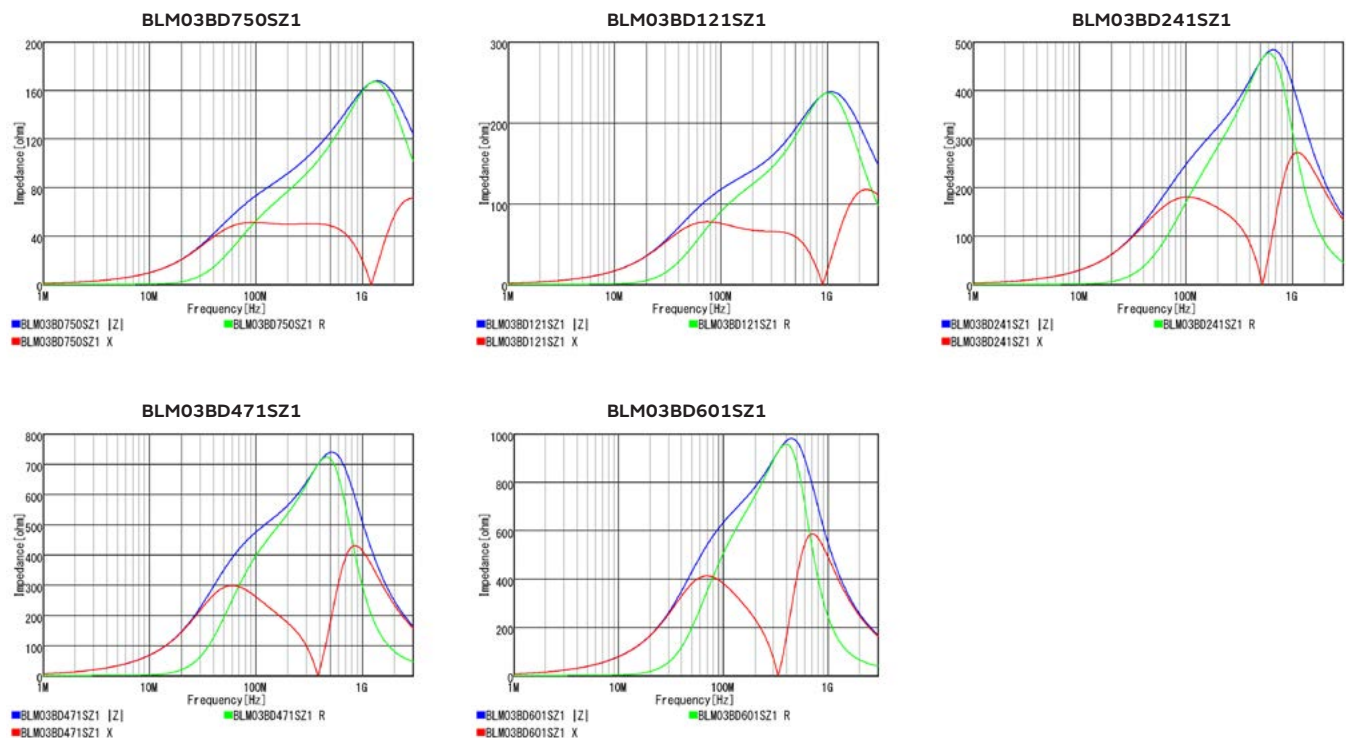 BLM03BD750SZ1
200
160
120
80
40
0
Impedance[ohm]
1M 10M 100M 1G
Frequency[Hz]
BLM03BD750SZ1 |Z| BLM03BD750SZ1 R
BLM03BD750SZ1 X
BLM03BD121SZ1
300
200
100
0
Impedance[ohm]
1M 10M 100M 1G
Frequency[Hz]
BLM03BD121SZ1 |Z| BLM03BD121SZ1 R
BLM03BD121SZ1 X
BLM03BD241SZ1
500
400
300
200
100
0
Impedance[ohm]
1M 10M 100M 1G
Frequency[Hz]
BLM03BD241SZ1 |Z| BLM03BD241SZ1 R
BLM03BD241SZ1 X
BLM03BD471SZ1
800
700
600
500
400
300
200
100
0
Impedance[ohm]
1M 10M 100M 1G
Frequency[Hz]
BLM03BD471SZ1 |Z| BLM03BD471SZ1 R
BLM03BD471SZ1 X
BLM03BD601SZ1
1000
800
600
400
200
0
Impedance[ohm]
1M 10M 100M 1G
Frequency[Hz]
BLM03BD601SZ1 |Z| BLM03BD601SZ1 R
BLM03BD601SZ1 X